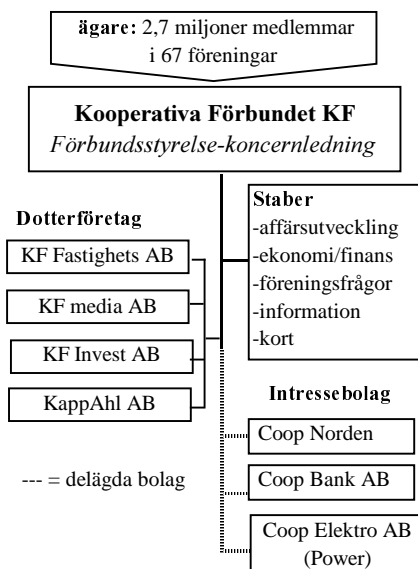 ägare: 2,7 miljoner medlemmar
i 67 föreningar
Kooperativa Förbundet KF
Förbundsstyrelse-koncernledning
Dotterföretag
KF Fastighets AB
KF media AB
KF Invest AB
KappAhl AB
--- = delägda bolag
Staber
-affärsutveckling
-ekonomi/finans
-föreningsfrågor
-information
-kort
Intressebolag
Coop Norden
Coop Bank AB
Coop Elektro AB
(Power)